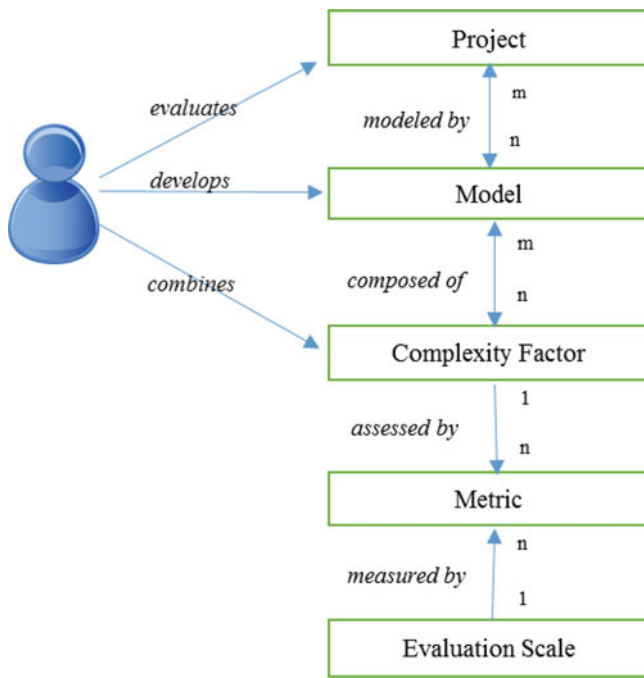 Project
evaluates
m
modeled by
n
develops
Model
m
combines
composed of
n
Complexity Factor
1
assessed by
n
Metric
n
measured by
1
Evaluation Scale